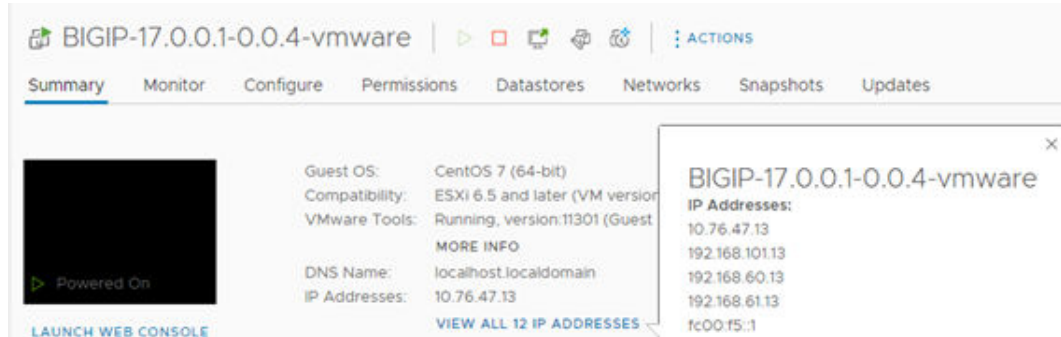 BIGIP-17.0.0.1-0.0.4-vmware
ACTIONS
Summary Monitor Configure Permissions Datastores Networks Snapshots Updates
Powered On
LAUNCH WEB CONSOLE
Guest OS: CentOS 7 (64-bit)
Compatibility: ESXi 6.5 and later (VM version
VMware Tools: Running, version:11301 (Guest
MORE INFO
DNS Name: localhost.localdomain
IP Addresses: 10.76.47.13
VIEW ALL 12 IP ADDRESSES
BIGIP-17.0.0.1-0.0.4-vmware
IP Addresses:
10.76.47.13
192.168.101.13
192.168.60.13
192.168.61.13
fc00:f5::1